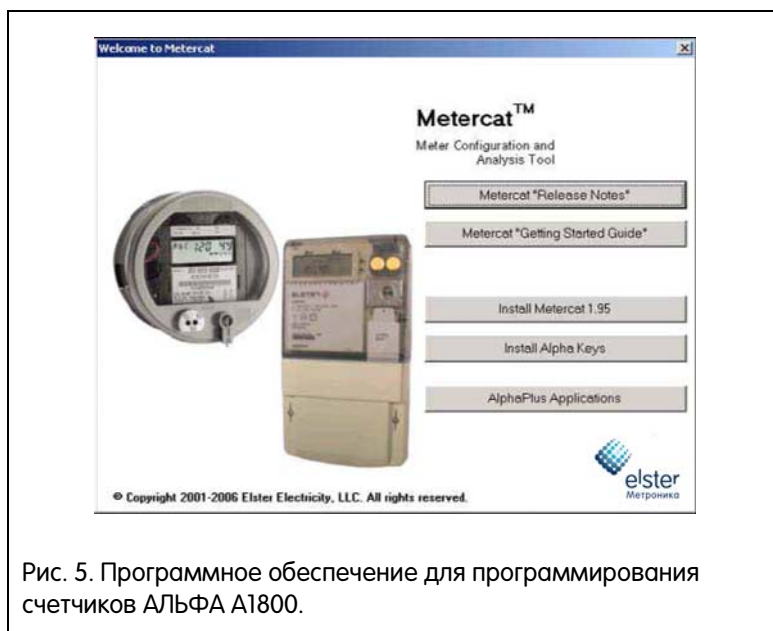 Welcome to Metercat
Metercat™
Meter Configuration and
Analysis Tool
Metercat "Release Notes"
Metercat "Getting Started Guide"
Install Metercat 1.95
Install Alpha Keys
AlphaPlus Applications
elster
elster
Метроника
© Copyright 2001-2006 Elster Electricity, LLC. All rights reserved.
Рис. 5. Программное обеспечение для программирования
счетчиков АЛЬФА А1800.